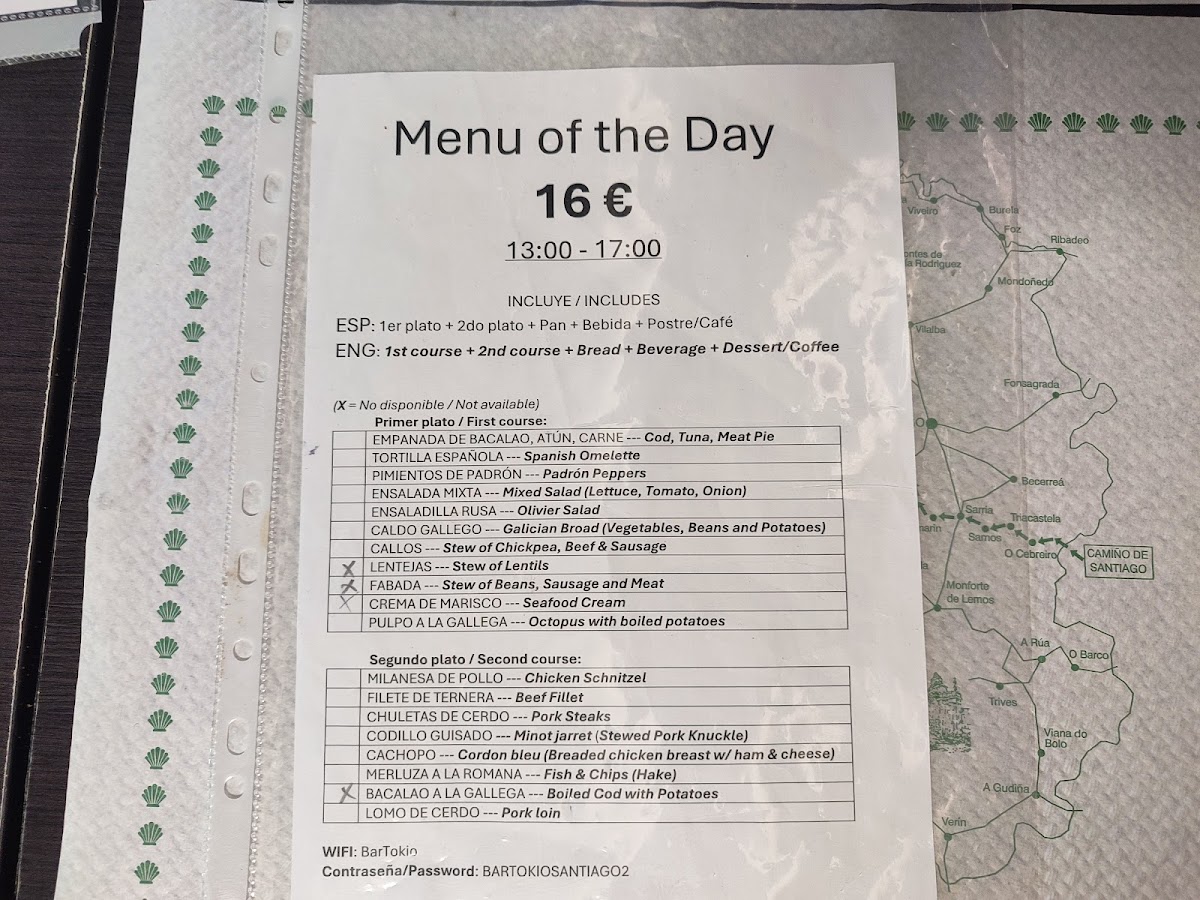 Menu of the Day
16 €
13:00 - 17:00
INCLUYE / INCLUDES
ESP: 1er plato + 2do plato + Pan + Bebida + Postre/Café
ENG: 1st course + 2nd course + Bread + Beverage + Dessert/Coffee
(X = No disponible / Not available)
Primer plato / First course:
EMPANADA DE BACALAO, ATÚN, CARNE --- Cod, Tuna, Meat Pie
TORTILLA ESPAÑOLA --- Spanish Omelette
PIMIENTOS DE PADRÓN --- Padrón Peppers
ENSALADA MIXTA --- Mixed Salad (Lettuce, Tomato, Onion)
ENSALADILLA RUSA --- Olivier Salad
CALDO GALLEGO --- Galician Broad (Vegetables, Beans and Potatoes)
CALLOS --- Stew of Chickpea, Beef & Sausage
X LENTEJAS --- Stew of Lentils
X FABADA --- Stew of Beans, Sausage and Meat
X CREMA DE MARISCO --- Seafood Cream
PULPO A LA GALLEGA --- Octopus with boiled potatoes
Segundo plato / Second course:
MILANESA DE POLLO --- Chicken Schnitzel
FILETE DE TERNERA --- Beef Fillet
CHULETAS DE CERDO --- Pork Steaks
CODILLO GUISADO --- Minot jarret (Stewed Pork Knuckle)
CACHOPO --- Cordon bleu (Breaded chicken breast w/ ham & cheese)
MERLUZA A LA ROMANA --- Fish & Chips (Hake)
X BACALAO A LA GALLEGA --- Boiled Cod with Potatoes
LOMO DE CERDO --- Pork loin
WIFI: BarTokio
Contraseña/Password: BARTOKIOSANTIAGO2
Viveiro
Burela
Foz
Ribadeo
ontes de
ía Rodríguez
Mondoñedo
Vilalba
Fonsagrada
O
Becerreá
Sarria
Triacastela
marín
Samos
O Cebreiro
CAMIÑO DE
SANTIAGO
Monforte
de Lemos
A Rúa
O Barco
Trives
Viana do
Bolo
A Gudiña
Verín